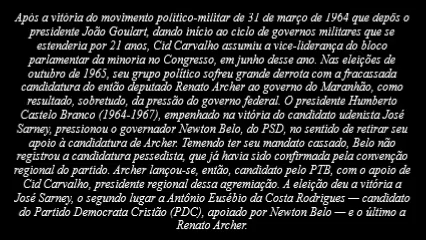 Após a vitória do movimento político-militar de 31 de março de 1964 que depôs o
presidente João Goulart, dando início ao ciclo de governos militares que se
estenderia por 21 anos, Cid Carvalho assumiu a vice-liderança do bloco
parlamentar da minoria no Congresso, em junho desse ano. Nas eleições de
outubro de 1965, seu grupo político sofreu grande derrota com a fracassada
candidatura do então deputado Renato Archer ao governo do Maranhão, como
resultado, sobretudo, da pressão do governo federal. O presidente Humberto
Castelo Branco (1964-1967), empenhado na vitória do candidato udenista José
Sarney, pressionou o governador Newton Belo, do PSD, no sentido de retirar seu
apoio à candidatura de Archer. Temendo ter seu mandato cassado, Belo não
registrou a candidatura pessedista, que já havia sido confirmada pela convenção
regional do partido. Archer lançou-se, então, candidato pelo PTB, com o apoio de
Cid Carvalho, presidente regional dessa agremiação. A eleição deu a vitória a
José Sarney, o segundo lugar a Antônio Eusébio da Costa Rodrigues — candidato
do Partido Democrata Cristão (PDC), apoiado por Newton Belo — e o último a
Renato Archer.